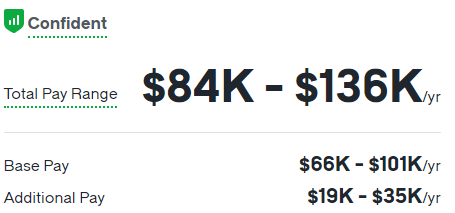 Confident
Total Pay Range $84K - $136K/yr
Base Pay $66K - $101K/yr
Additional Pay $19K - $35K/yr